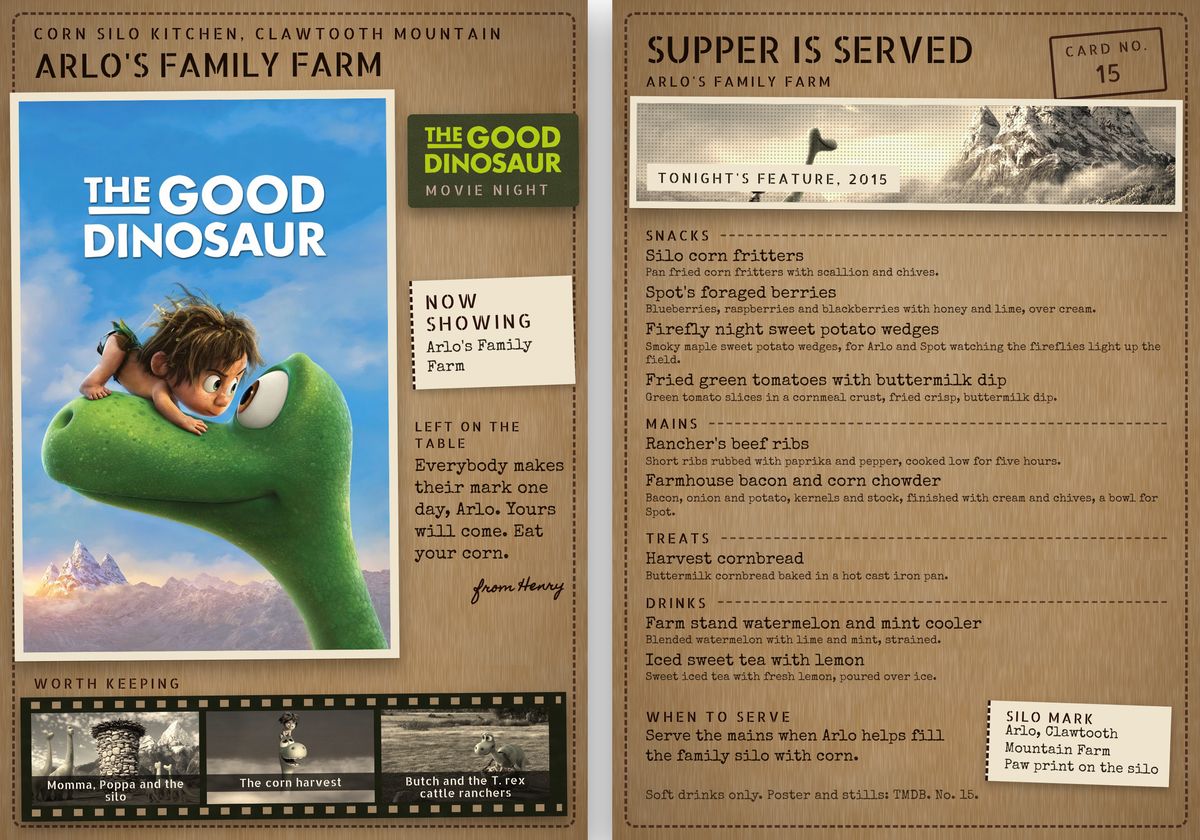 CORN SILO KITCHEN, CLAWTOOTH MOUNTAIN
ARLO'S FAMILY FARM
THE GOOD
DINOSAUR
THE GOOD
DINOSAUR
MOVIE NIGHT
NOW
SHOWING
Arlo's Family
Farm
LEFT ON THE
TABLE
Everybody makes
their mark one
day, Arlo. Yours
will come. Eat
your corn.
from Henry
WORTH KEEPING
Momma, Poppa and the
silo
The corn harvest
Butch and the T. rex
cattle ranchers
SUPPER IS SERVED
ARLO'S FAMILY FARM
CARD NO.
15
TONIGHT'S FEATURE, 2015
SNACKS
Silo corn fritters
Pan fried corn fritters with scallion and chives.
Spot's foraged berries
Blueberries, raspberries and blackberries with honey and lime, over cream.
Firefly night sweet potato wedges
Smoky maple sweet potato wedges, for Arlo and Spot watching the fireflies light up the
field.
Fried green tomatoes with buttermilk dip
Green tomato slices in a cornmeal crust, fried crisp, buttermilk dip.
MAINS
Rancher's beef ribs
Short ribs rubbed with paprika and pepper, cooked low for five hours.
Farmhouse bacon and corn chowder
Bacon, onion and potato, kernels and stock, finished with cream and chives, a bowl for
Spot.
TREATS
Harvest cornbread
Buttermilk cornbread baked in a hot cast iron pan.
DRINKS
Farm stand watermelon and mint cooler
Blended watermelon with lime and mint, strained.
Iced sweet tea with lemon
Sweet iced tea with fresh lemon, poured over ice.
WHEN TO SERVE
Serve the mains when Arlo helps fill
the family silo with corn.
SILO MARK
Arlo, Clawtooth
Mountain Farm
Paw print on the silo
Soft drinks only. Poster and stills: TMDB. No. 15.